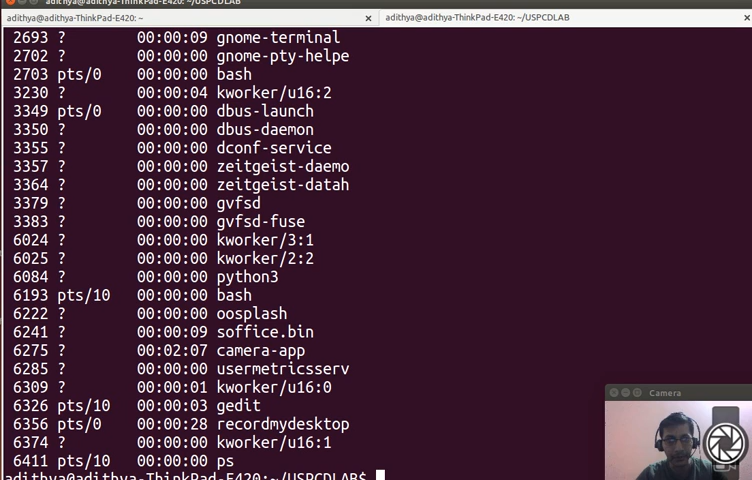 adithya@adithya-ThinkPad-E420: ~/USPCDLAB
adithya@adithya-ThinkPad-E420: ~ × adithya@adithya-ThinkPad-E420: ~/USPCDLAB ×
2693 ? 00:00:09 gnome-terminal
2702 ? 00:00:00 gnome-pty-helpe
2703 pts/0 00:00:00 bash
3230 ? 00:00:04 kworker/u16:2
3349 pts/0 00:00:00 dbus-launch
3350 ? 00:00:00 dbus-daemon
3355 ? 00:00:00 dconf-service
3357 ? 00:00:00 zeitgeist-daemo
3364 ? 00:00:00 zeitgeist-datah
3379 ? 00:00:00 gvfsd
3383 ? 00:00:00 gvfsd-fuse
6024 ? 00:00:00 kworker/3:1
6025 ? 00:00:00 kworker/2:2
6084 ? 00:00:00 python3
6193 pts/10 00:00:00 bash
6222 ? 00:00:00 oosplash
6241 ? 00:00:09 soffice.bin
6275 ? 00:02:07 camera-app
6285 ? 00:00:00 usermetricsserv
6309 ? 00:00:01 kworker/u16:0
6326 pts/10 00:00:03 gedit
6356 pts/0 00:00:28 recordmydesktop
6374 ? 00:00:00 kworker/u16:1
6411 pts/10 00:00:00 ps
adithya@adithya-ThinkPad-E420:~/USPCDLAB$
Camera